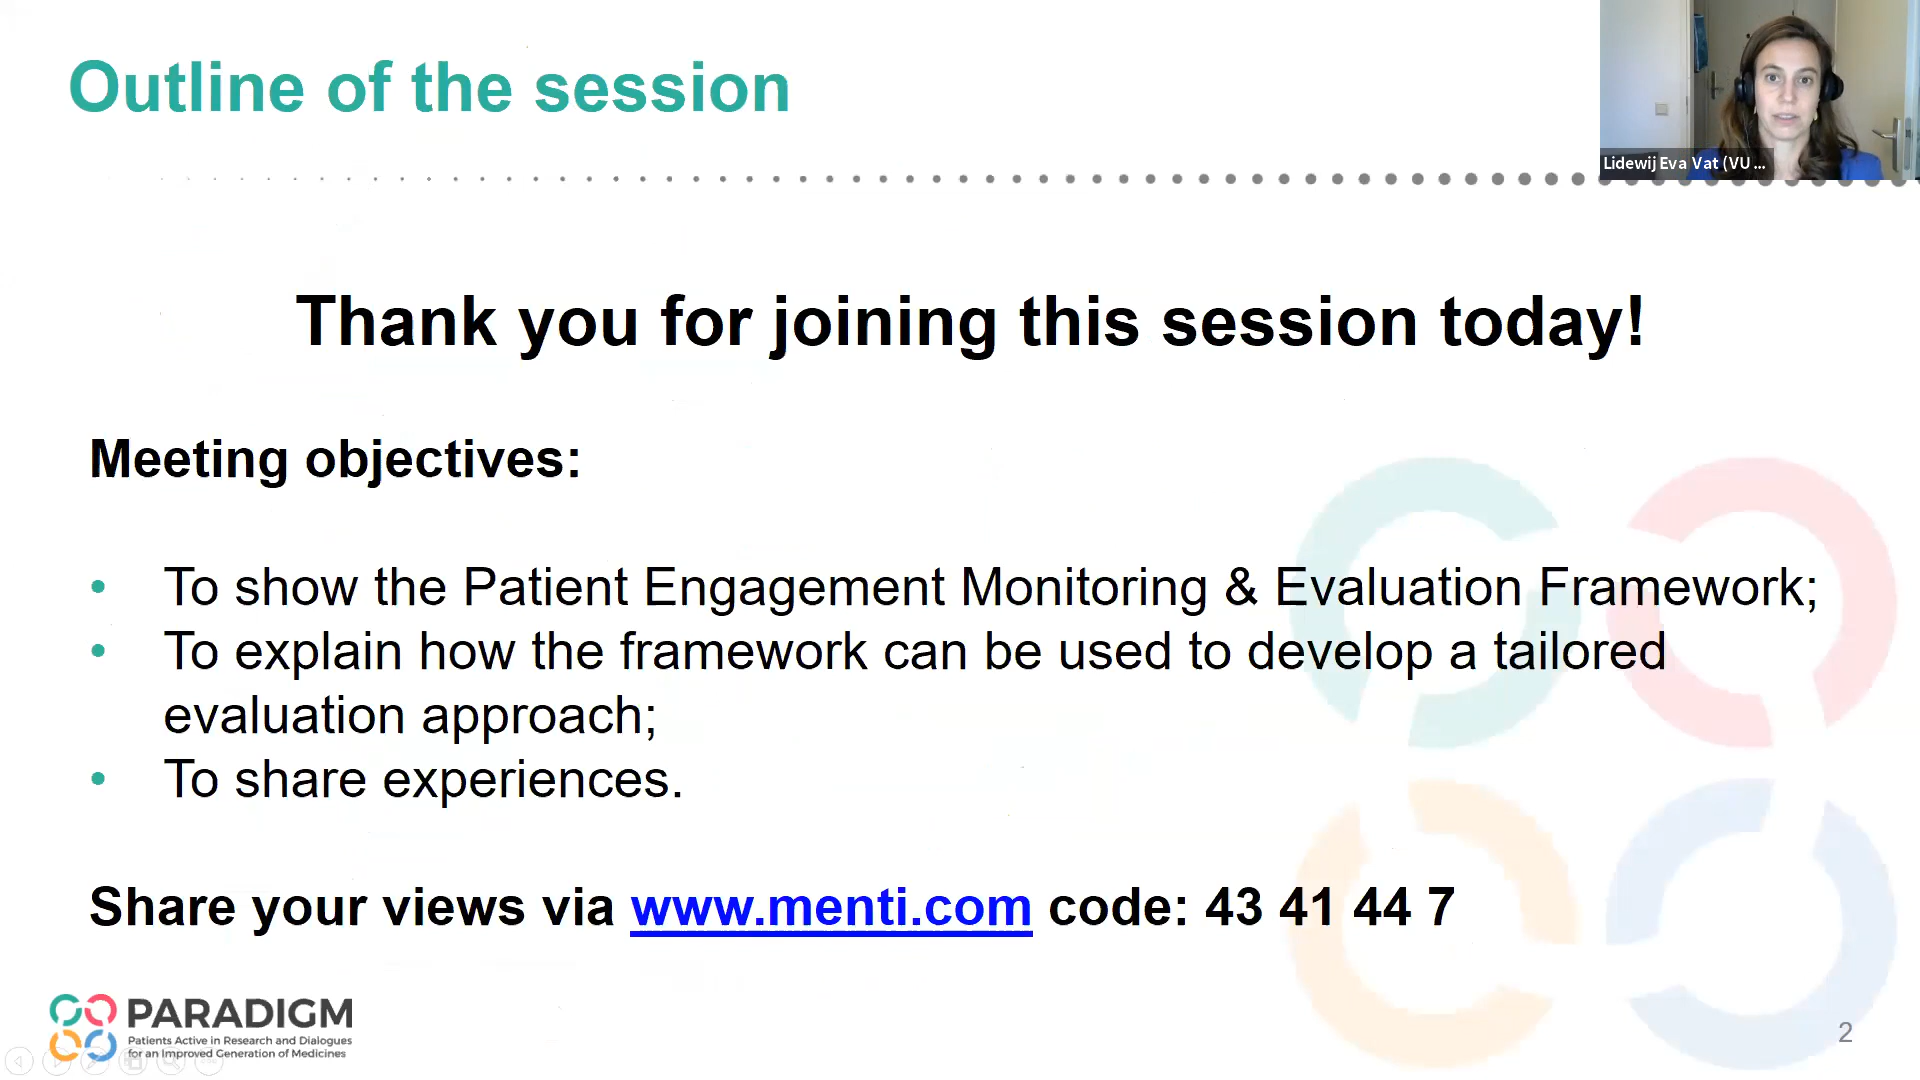 Outline of the session
Lidewij Eva Vat (VU ...
Thank you for joining this session today!
Meeting objectives:
• To show the Patient Engagement Monitoring & Evaluation Framework;
• To explain how the framework can be used to develop a tailored
evaluation approach;
• To share experiences.
Share your views via www.menti.com code: 43 41 44 7
PARADIGM
Patients Active in Research and Dialogues
for an Improved Generation of Medicines
2